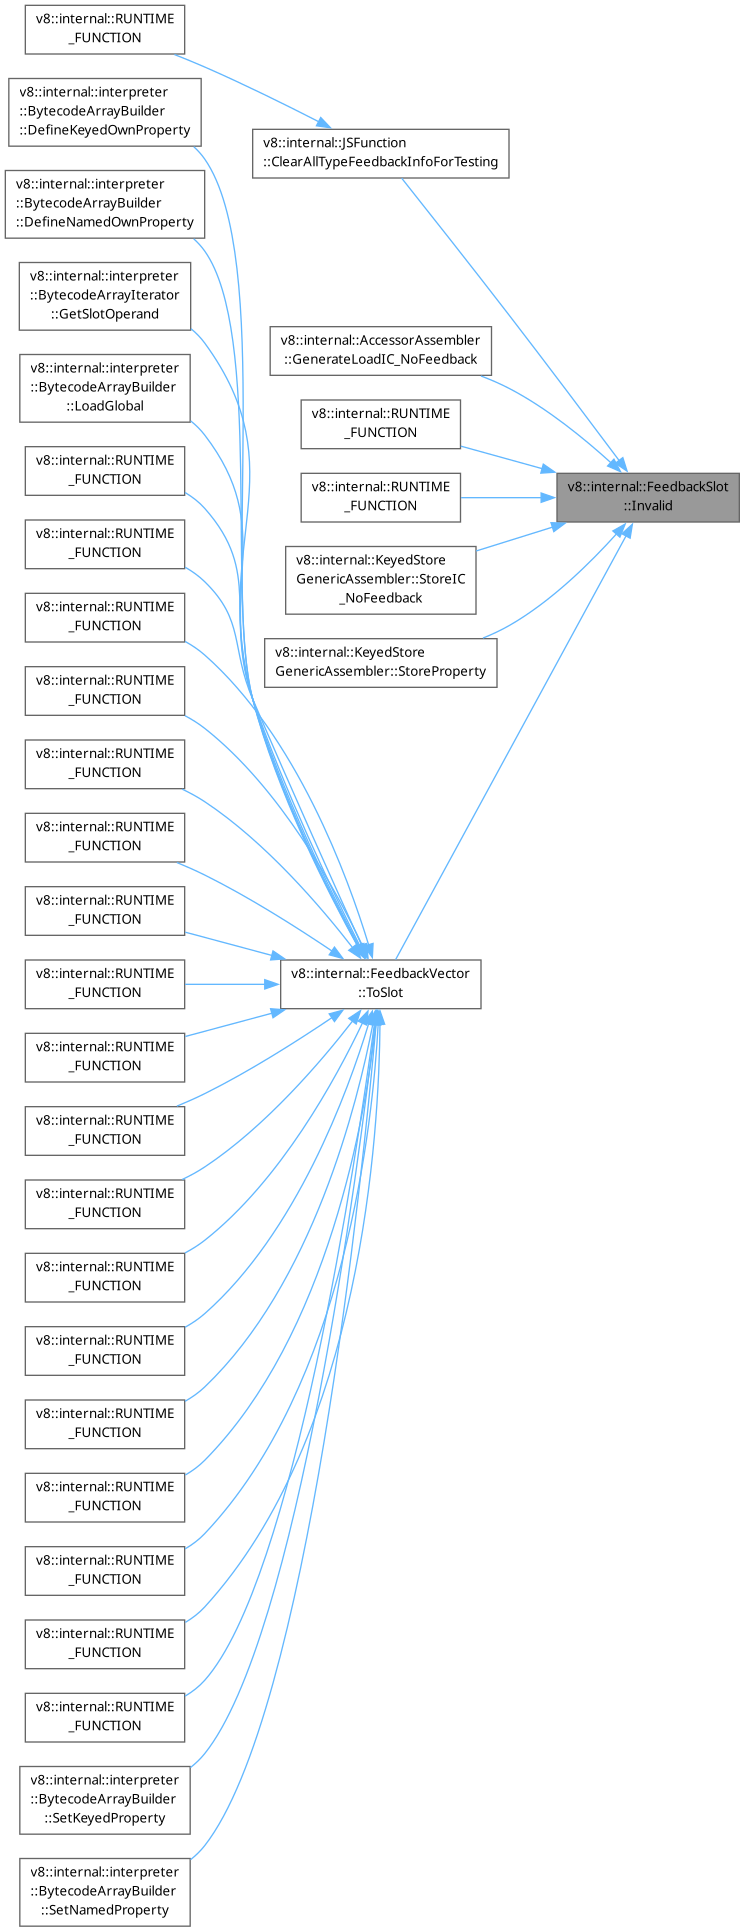 v8::internal::RUNTIME
_FUNCTION
v8::internal::interpreter
::BytecodeArrayBuilder
::DefineKeyedOwnProperty
v8::internal::interpreter
::BytecodeArrayBuilder
::DefineNamedOwnProperty
v8::internal::interpreter
::BytecodeArrayIterator
::GetSlotOperand
v8::internal::interpreter
::BytecodeArrayBuilder
::LoadGlobal
v8::internal::RUNTIME
_FUNCTION
v8::internal::RUNTIME
_FUNCTION
v8::internal::RUNTIME
_FUNCTION
v8::internal::RUNTIME
_FUNCTION
v8::internal::RUNTIME
_FUNCTION
v8::internal::RUNTIME
_FUNCTION
v8::internal::RUNTIME
_FUNCTION
v8::internal::RUNTIME
_FUNCTION
v8::internal::RUNTIME
_FUNCTION
v8::internal::RUNTIME
_FUNCTION
v8::internal::RUNTIME
_FUNCTION
v8::internal::RUNTIME
_FUNCTION
v8::internal::RUNTIME
_FUNCTION
v8::internal::RUNTIME
_FUNCTION
v8::internal::RUNTIME
_FUNCTION
v8::internal::RUNTIME
_FUNCTION
v8::internal::RUNTIME
_FUNCTION
v8::internal::RUNTIME
_FUNCTION
v8::internal::interpreter
::BytecodeArrayBuilder
::SetKeyedProperty
v8::internal::interpreter
::BytecodeArrayBuilder
::SetNamedProperty
v8::internal::JSFunction
::ClearAllTypeFeedbackInfoForTesting
v8::internal::AccessorAssembler
::GenerateLoadIC_NoFeedback
v8::internal::RUNTIME
_FUNCTION
v8::internal::RUNTIME
_FUNCTION
v8::internal::KeyedStore
GenericAssembler::StoreIC
_NoFeedback
v8::internal::KeyedStore
GenericAssembler::StoreProperty
v8::internal::FeedbackVector
::ToSlot
v8::internal::FeedbackSlot
::Invalid